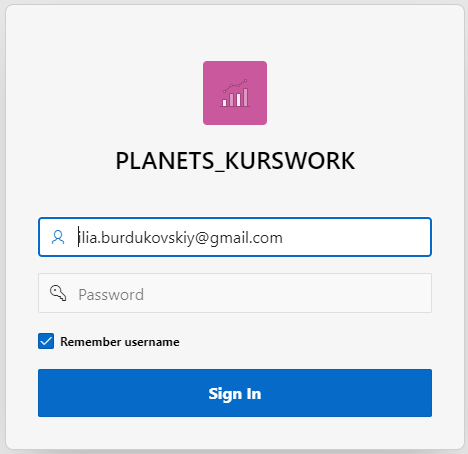 PLANETS_KURSWORK
ilia.burdukovskiy@gmail.com
Password
Remember username
Sign In